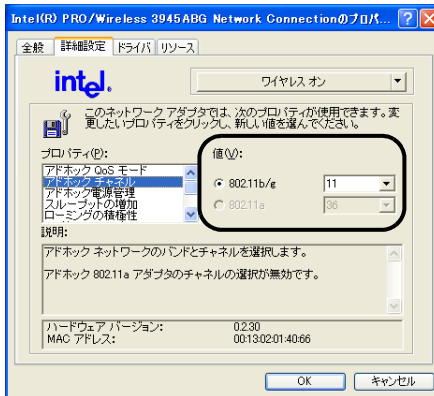 Intel(R) PRO/Wireless 3945ABG Network Connectionのプロパ...
全般 詳細設定 ドライバ リソース
intel.
ワイヤレス オン
このネットワーク アダプタでは、次のプロパティが使用できます。変
更したいプロパティをクリックし、新しい値を選んでください。
プロパティ(P):
値(V):
アドホック QoS モード
アドホック チャネル
アドホック電源管理
スループットの増加
ローミングの積極性
802.11b/g
11
802.11a
36
説明:
アドホック ネットワークのバンドとチャネルを選択します。
アドホック 802.11a アダプタのチャネルの選択が無効です。
ハードウェア バージョン: 0.2.30
MAC アドレス: 00:13:02:01:40:66
OK
キャンセル